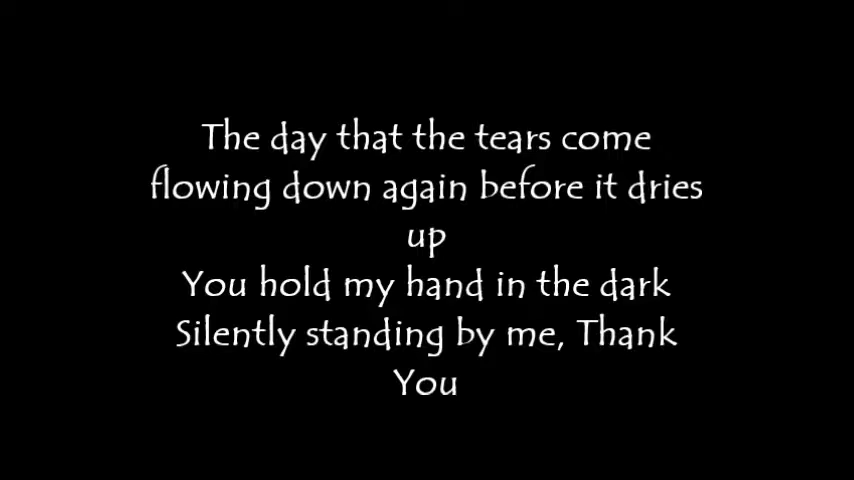 The day that the tears come
flowing down again before it dries
up
You hold my hand in the dark
Silently standing by me, Thank
You